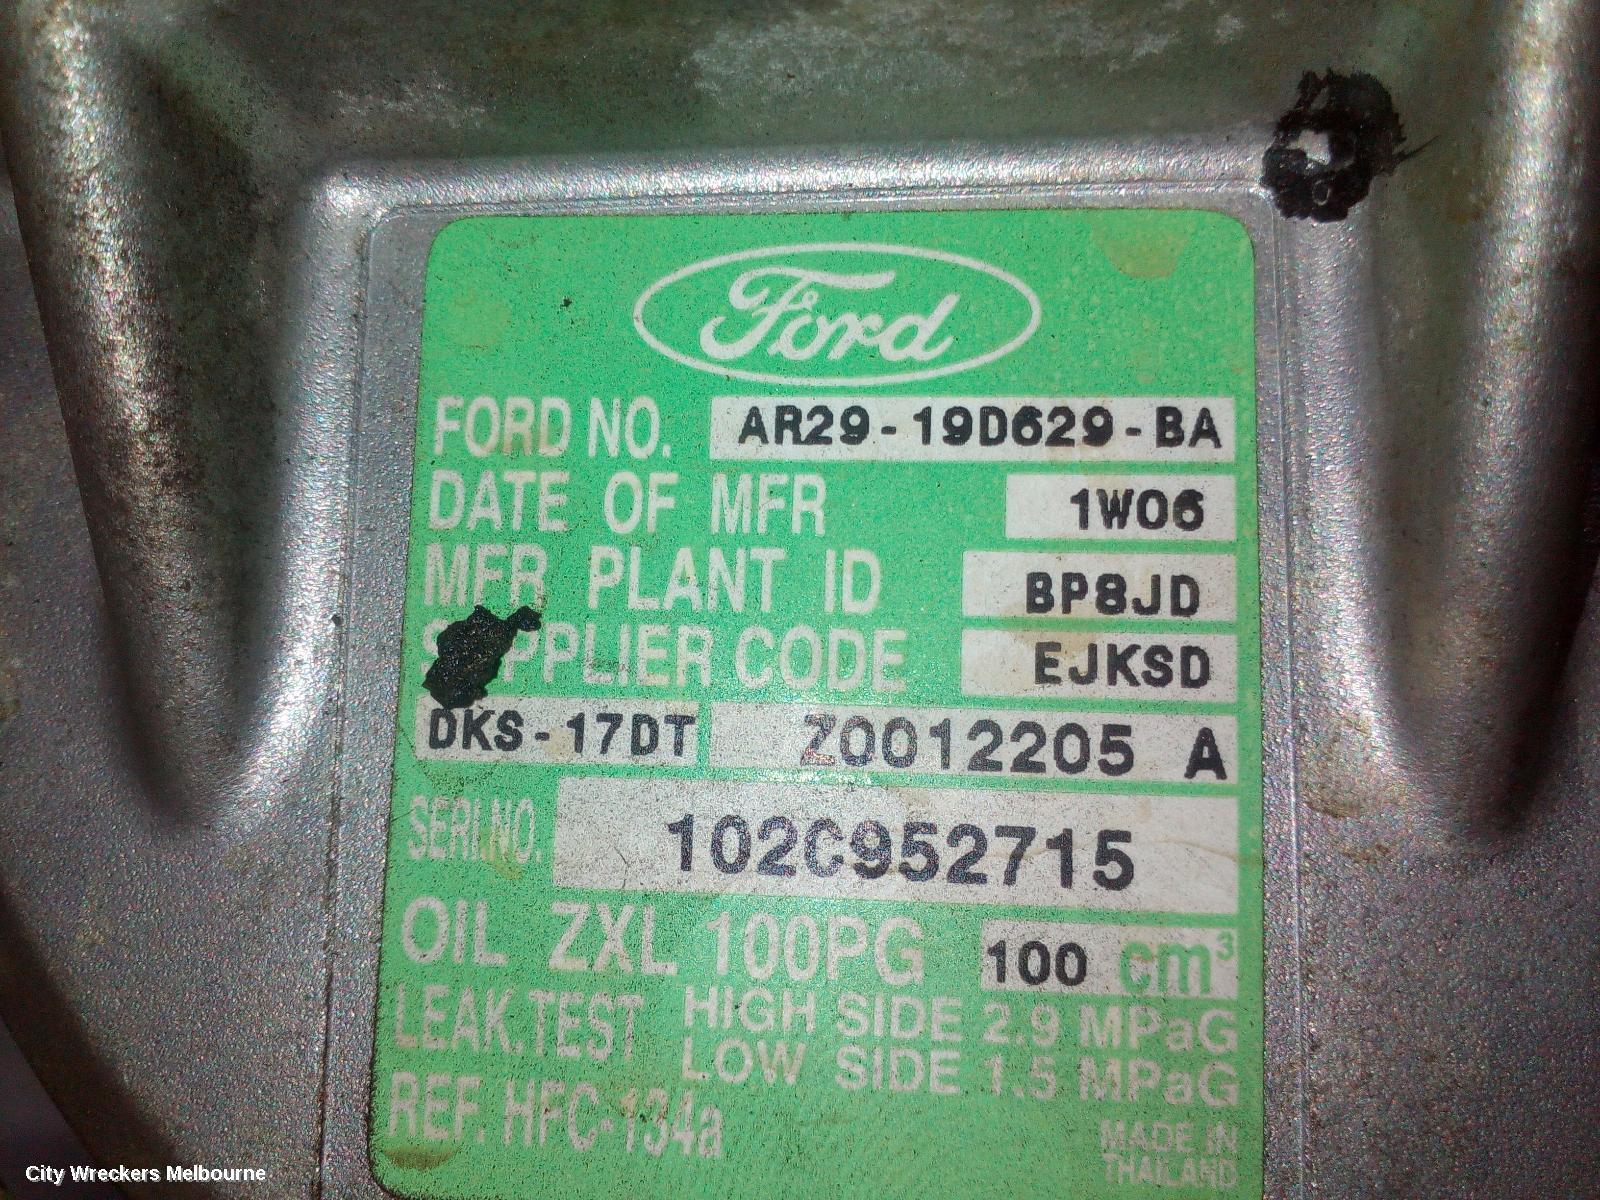 Ford
FORD NO. AR29-19D629-BA
DATE OF MFR 1W06
MFR PLANT ID BP8JD
SUPPLIER CODE EJKSD
DKS-17DT Z0012205 A
SERI.NO. 102C952715
OIL ZXL 100PG 100 cm³
LEAK.TEST HIGH SIDE 2.9 MPaG
LOW SIDE 1.5 MPaG
REF. HFC-134a
MADE IN
THAILAND
City Wreckers Melbourne